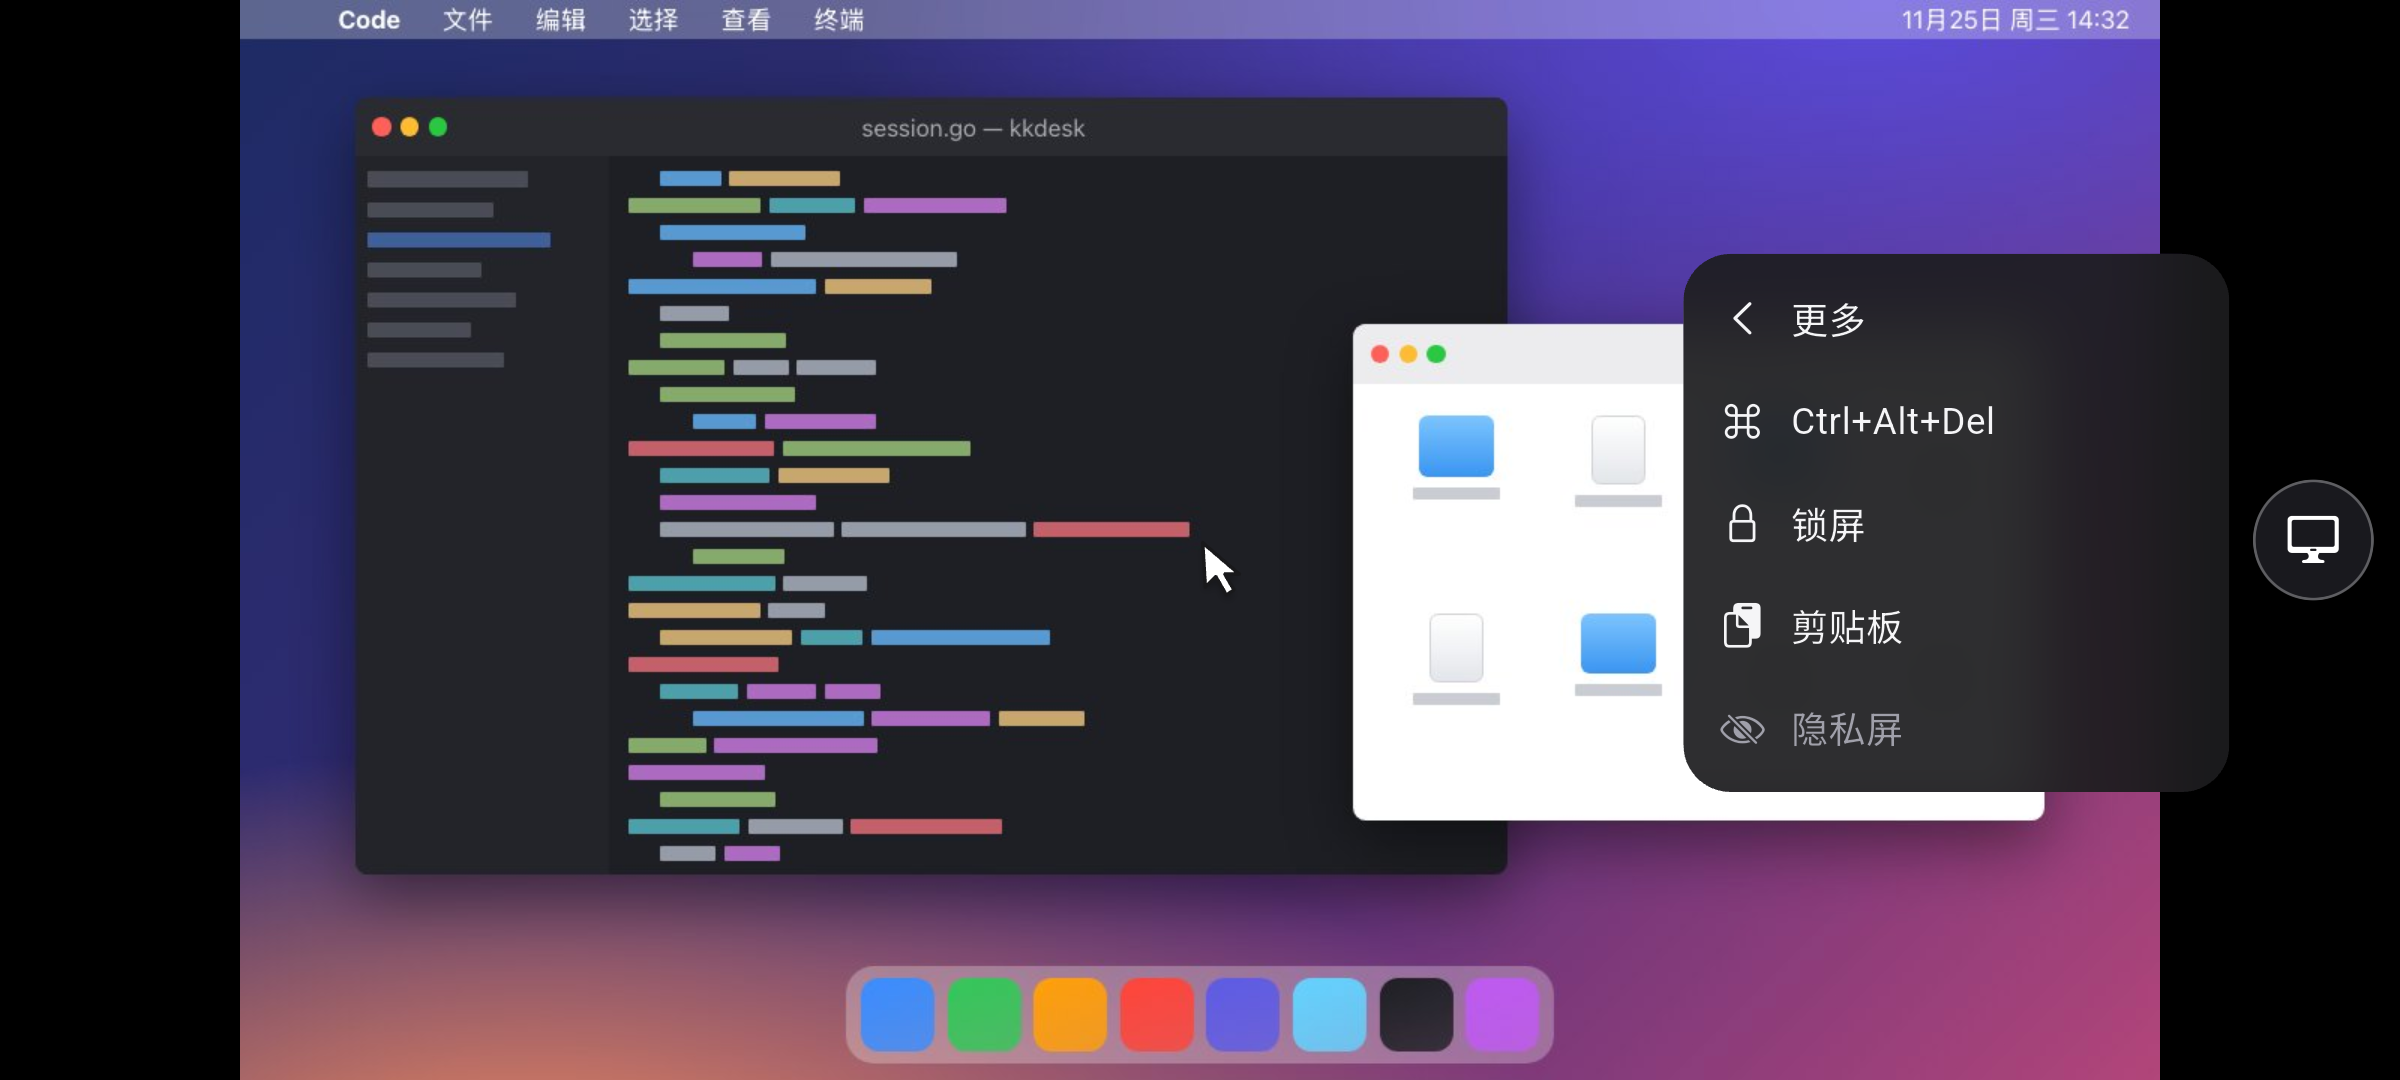 Code 文件 编辑 选择 查看 终端 11月25日 周三 14:32
session.go — kkdesk
更多
Ctrl+Alt+Del
锁屏
剪贴板
隐私屏